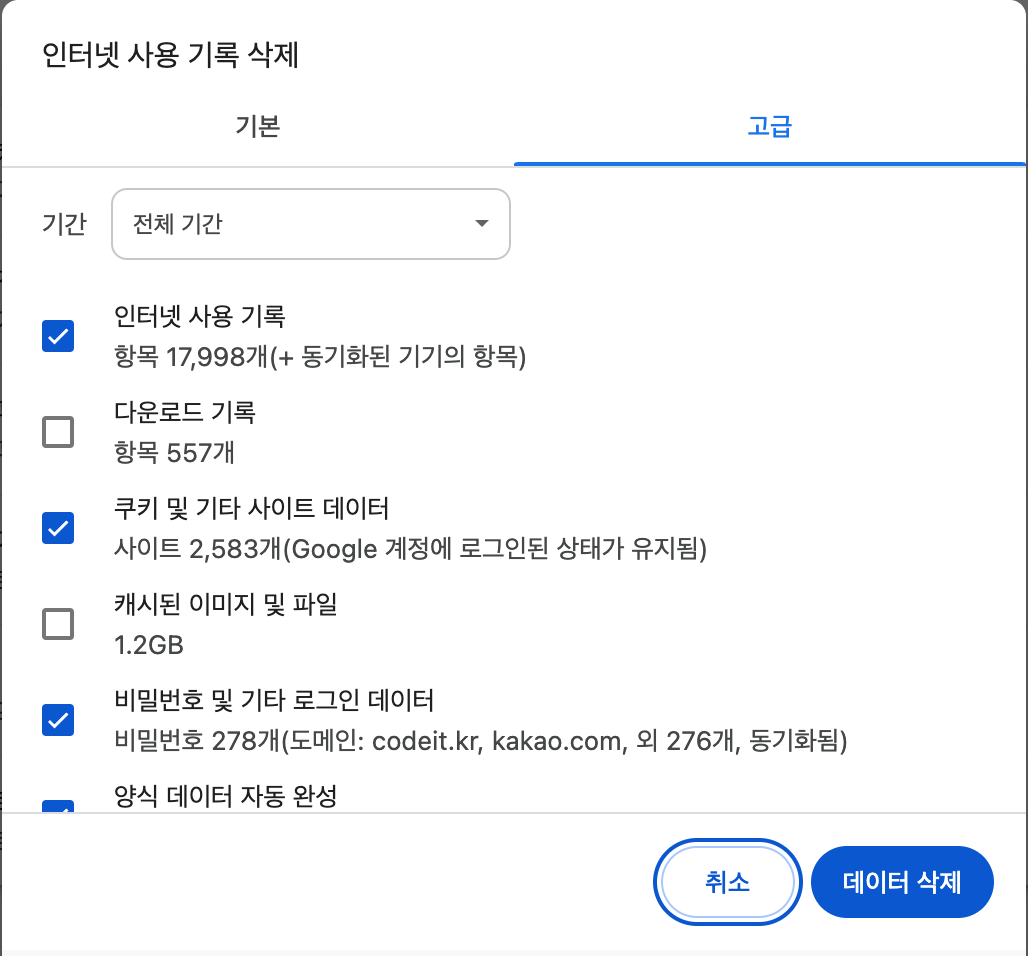 인터넷 사용 기록 삭제
기본
고급
기간
전체 기간
인터넷 사용 기록
항목 17,998개(+ 동기화된 기기의 항목)
다운로드 기록
항목 557개
쿠키 및 기타 사이트 데이터
사이트 2,583개(Google 계정에 로그인된 상태가 유지됨)
캐시된 이미지 및 파일
1.2GB
비밀번호 및 기타 로그인 데이터
비밀번호 278개(도메인: codeit.kr, kakao.com, 외 276개, 동기화됨)
양식 데이터 자동 완성
취소
데이터 삭제